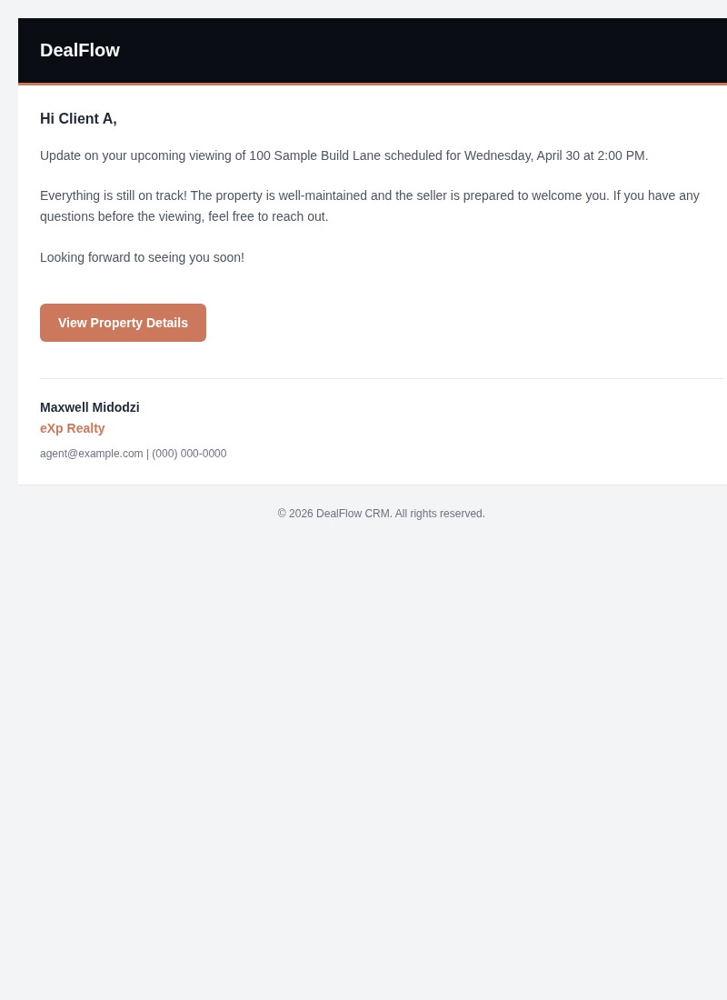 DealFlow
Hi Client A,
Update on your upcoming viewing of 100 Sample Build Lane scheduled for Wednesday, April 30 at 2:00 PM.
Everything is still on track! The property is well-maintained and the seller is prepared to welcome you. If you have any
questions before the viewing, feel free to reach out.
Looking forward to seeing you soon!
View Property Details
Maxwell Midodzi
eXp Realty
agent@example.com | (000) 000-0000
© 2026 DealFlow CRM. All rights reserved.